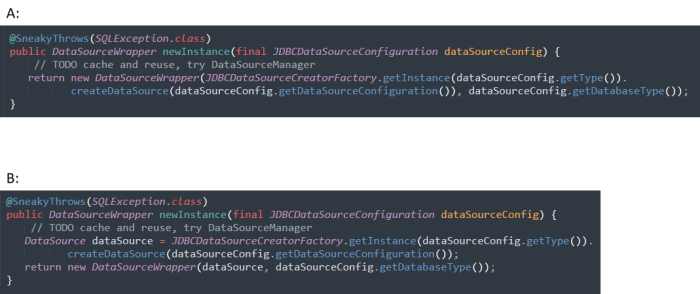 A:
@SneakyThrows(SQLException.class)
public DataSourceWrapper newInstance(final JDBCDataSourceConfiguration dataSourceConfig) {
// TODO cache and reuse, try DataSourceManager
return new DataSourceWrapper(JDBCDataSourceCreatorFactory.getInstance(dataSourceConfig.getType()).
createDataSource(dataSourceConfig.getDataSourceConfiguration()), dataSourceConfig.getDatabaseType());
}
B:
@SneakyThrows(SQLException.class)
public DataSourceWrapper newInstance(final JDBCDataSourceConfiguration dataSourceConfig) {
// TODO cache and reuse, try DataSourceManager
DataSource dataSource = JDBCDataSourceCreatorFactory.getInstance(dataSourceConfig.getType()).
createDataSource(dataSourceConfig.getDataSourceConfiguration());
return new DataSourceWrapper(dataSource, dataSourceConfig.getDatabaseType());
}